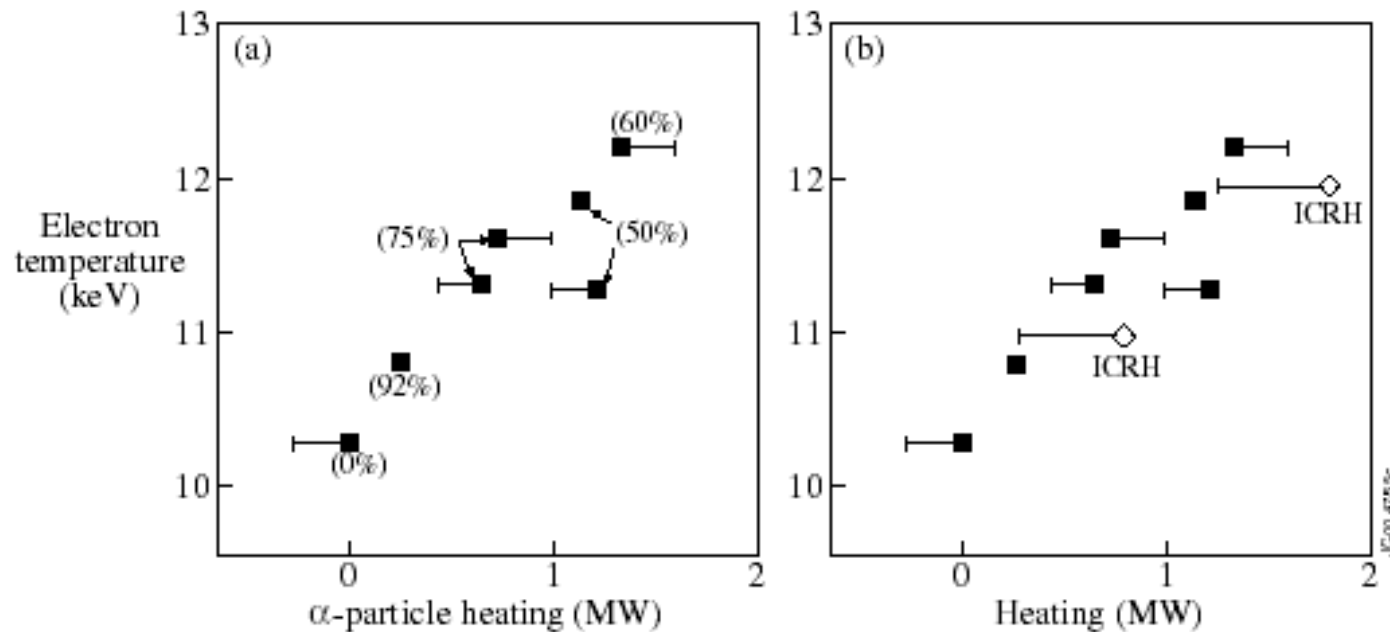 13
(a)
(60%)
12
Electron
temperature
(keV)
(75%)
(50%)
11
(92%)
10
(0%)
0
1
2
α-particle heating (MW)
13
(b)
12
ICRH
11
ICRH
10
0
1
2
Heating (MW)